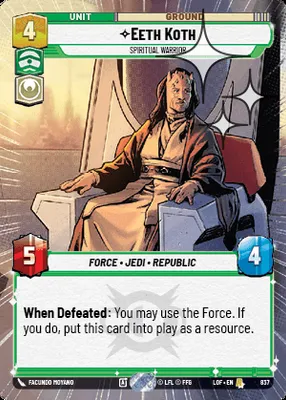 UNIT GROUND
4
✧EETH KOTH
SPIRITUAL WARRIOR
5
4
FORCE • JEDI • REPUBLIC
When Defeated: You may use the Force. If
you do, put this card into play as a resource.
FACUNDO MOYANO A © LFL © FFG LOF • EN 837